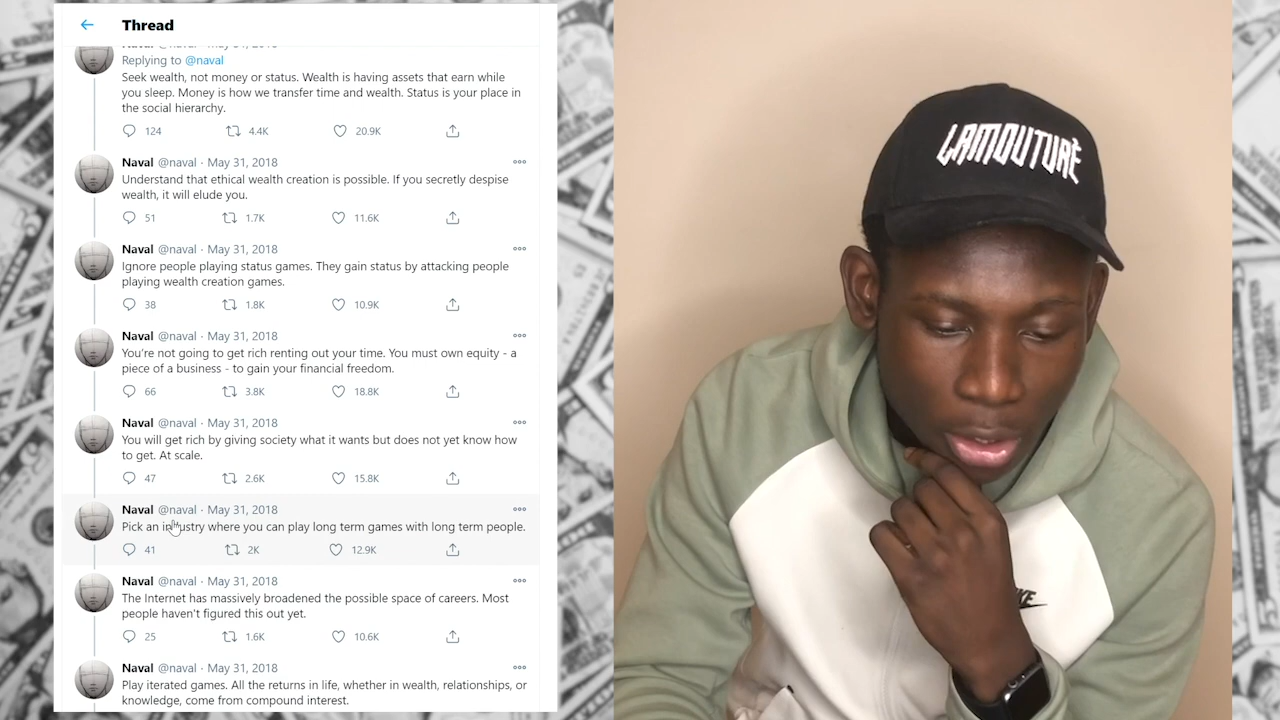 Thread
Naval @naval · May 31, 2018
Replying to @naval
Seek wealth, not money or status. Wealth is having assets that earn while
you sleep. Money is how we transfer time and wealth. Status is your place in
the social hierarchy.
124 4.4K 20.9K
Naval @naval · May 31, 2018
Understand that ethical wealth creation is possible. If you secretly despise
wealth, it will elude you.
51 1.7K 11.6K
Naval @naval · May 31, 2018
Ignore people playing status games. They gain status by attacking people
playing wealth creation games.
38 1.8K 10.9K
Naval @naval · May 31, 2018
You're not going to get rich renting out your time. You must own equity - a
piece of a business - to gain your financial freedom.
66 3.8K 18.8K
Naval @naval · May 31, 2018
You will get rich by giving society what it wants but does not yet know how
to get. At scale.
47 2.6K 15.8K
Naval @naval · May 31, 2018
Pick an industry where you can play long term games with long term people.
41 2K 12.9K
Naval @naval · May 31, 2018
The Internet has massively broadened the possible space of careers. Most
people haven't figured this out yet.
25 1.6K 10.6K
Naval @naval · May 31, 2018
Play iterated games. All the returns in life, whether in wealth, relationships, or
knowledge, come from compound interest.
LAMOUTURE